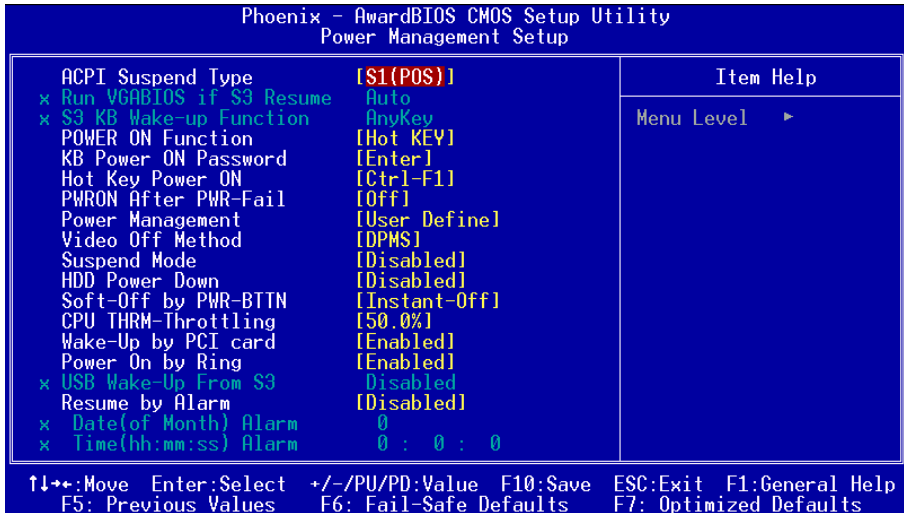 Phoenix - AwardBIOS CMOS Setup Utility
Power Management Setup
ACPI Suspend Type [S1(POS)]
x Run VGABIOS if S3 Resume Auto
x S3 KB Wake-up Function AnyKey
POWER ON Function [Hot KEY]
KB Power ON Password [Enter]
Hot Key Power ON [Ctrl-F1]
PWRON After PWR-Fail [Off]
Power Management [User Define]
Video Off Method [DPMS]
Suspend Mode [Disabled]
HDD Power Down [Disabled]
Soft-Off by PWR-BTTN [Instant-Off]
CPU THRM-Throttling [50.0%]
Wake-Up by PCI card [Enabled]
Power On by Ring [Enabled]
x USB Wake-Up From S3 Disabled
Resume by Alarm [Disabled]
x Date(of Month) Alarm 0
x Time(hh:mm:ss) Alarm 0 : 0 : 0
Item Help
Menu Level ►
↑↓→←:Move Enter:Select +/-/PU/PD:Value F10:Save ESC:Exit F1:General Help
F5: Previous Values F6: Fail-Safe Defaults F7: Optimized Defaults